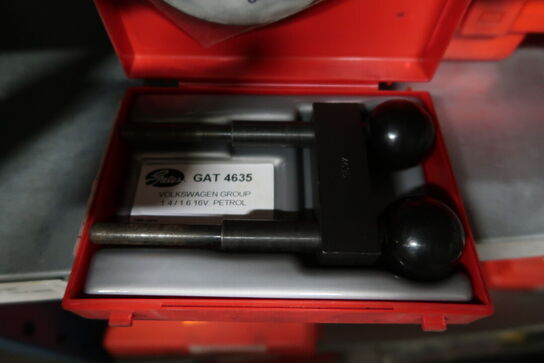 Gates GAT 4635
VOLKSWAGEN GROUP
1.4 / 1.6 16V PETROL